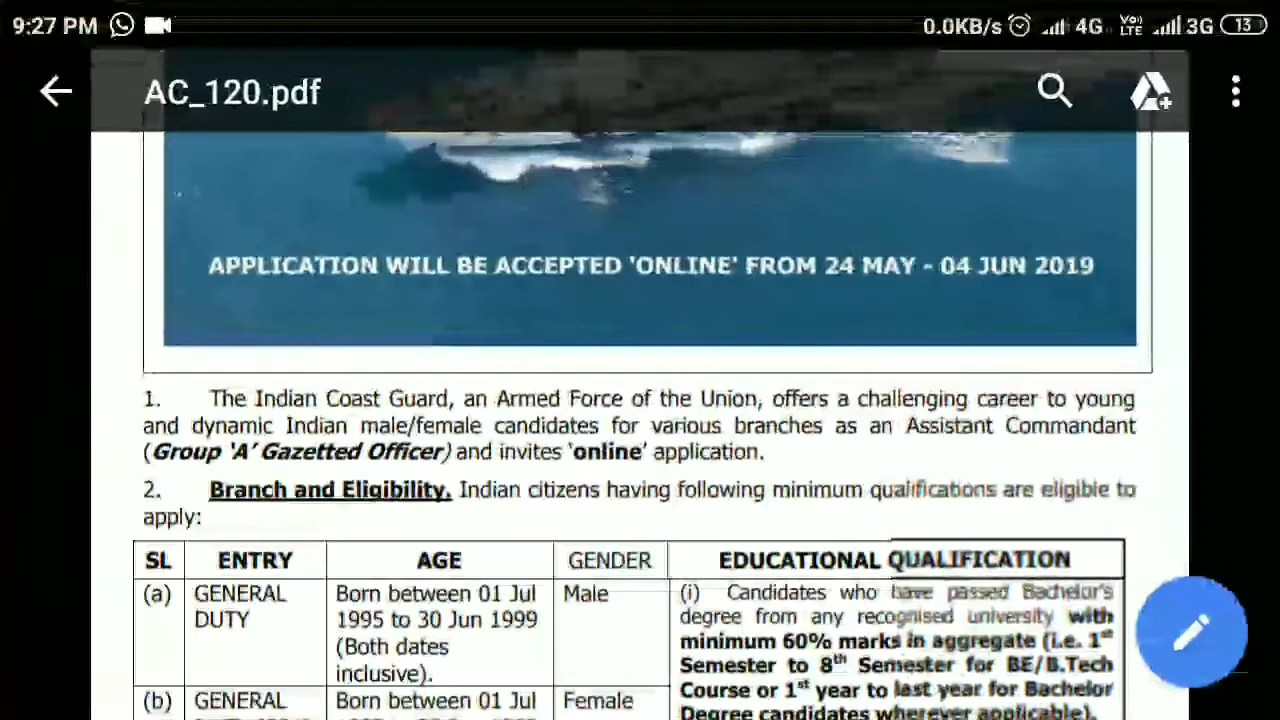 9:27 PM 0.0KB/s 4G Vo) LTE 3G 13
AC_120.pdf
APPLICATION WILL BE ACCEPTED 'ONLINE' FROM 24 MAY - 04 JUN 2019
1. The Indian Coast Guard, an Armed Force of the Union, offers a challenging career to young
and dynamic Indian male/female candidates for various branches as an Assistant Commandant
(Group 'A' Gazetted Officer) and invites 'online' application.
2. Branch and Eligibility. Indian citizens having following minimum qualifications are eligible to
apply:
SL ENTRY AGE GENDER EDUCATIONAL QUALIFICATION
(a) GENERAL DUTY Born between 01 Jul 1995 to 30 Jun 1999 (Both dates inclusive). Male
(i) Candidates who have passed Bachelor's
degree from any recognised university with
minimum 60% marks in aggregate (i.e. 1st
Semester to 8th Semester for BE/B.Tech
Course or 1st year to last year for Bachelor
Degree candidates wherever applicable).
(b) GENERAL Born between 01 Jul Female